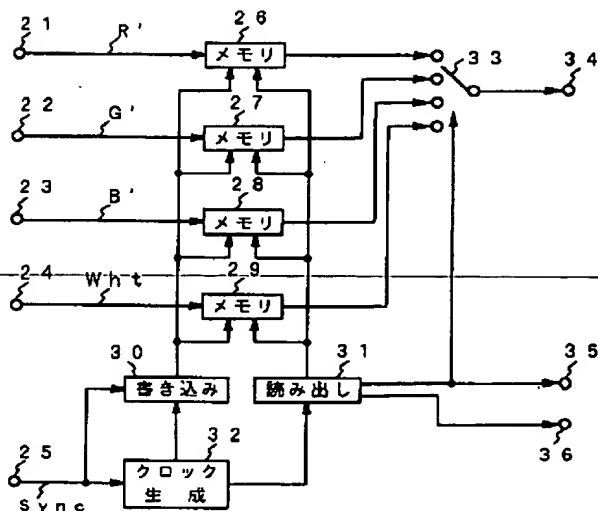 21
R'
26
メモリ
33
34
22
G'
27
メモリ
23
B'
28
メモリ
24
Wht
29
メモリ
30
書き込み
31
読み出し
35
25
Sync
32
クロック
生成
36